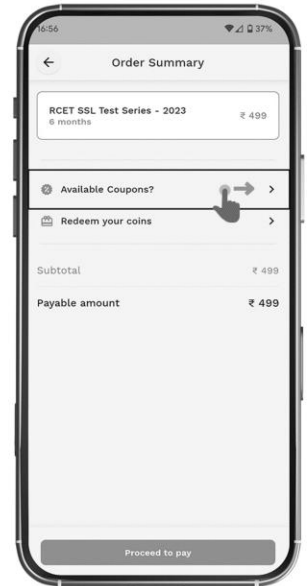 16:56 37%
Order Summary
RCET SSL Test Series - 2023
6 months
₹ 499
Available Coupons?
Redeem your coins
Subtotal ₹ 499
Payable amount ₹ 499
Proceed to pay